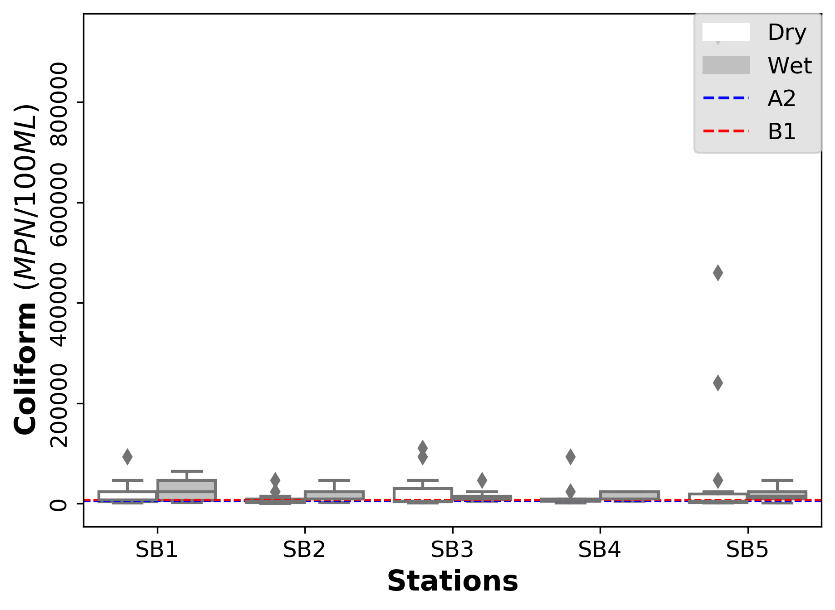 Dry
Wet
A2
B1
800000
600000
400000
200000
0
Coliform (MPN/100ML)
SB1 SB2 SB3 SB4 SB5
Stations